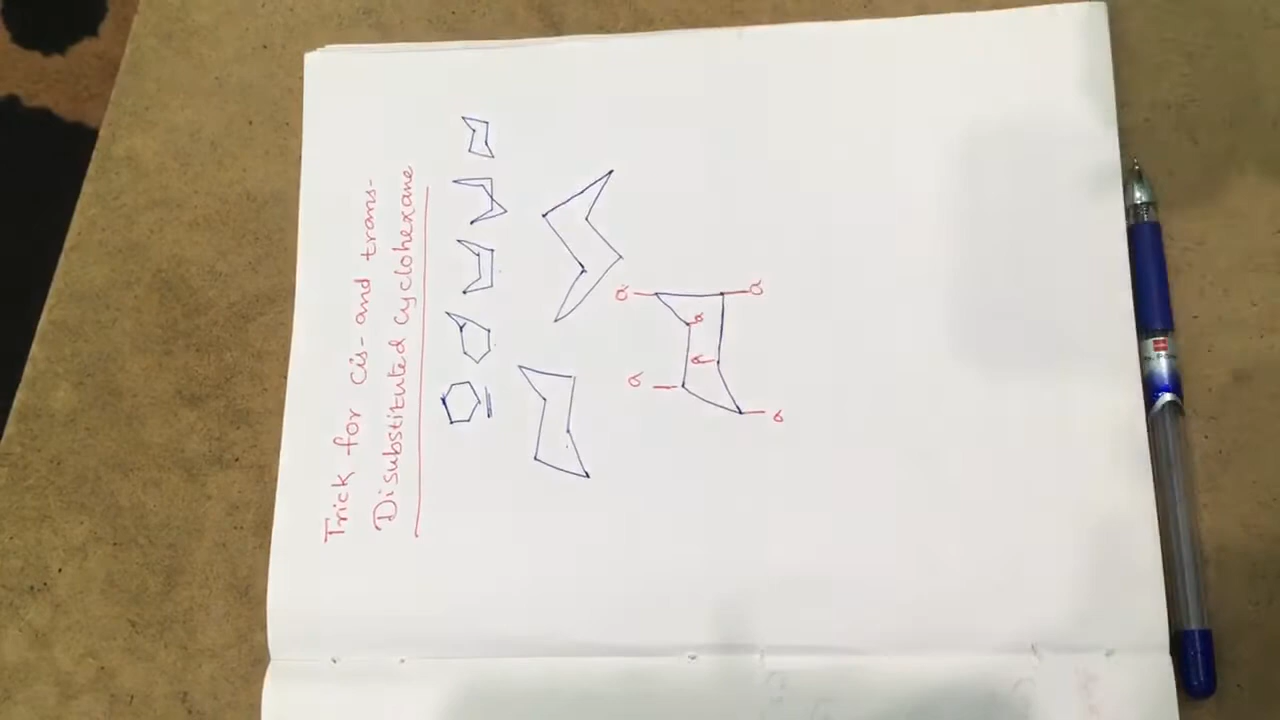 Trick for cis- and trans-
Disubstituted cyclohexane
a a
a a
a a